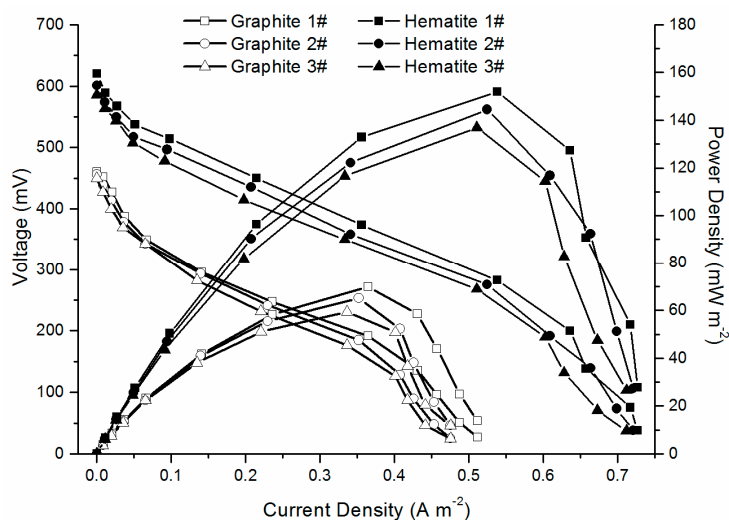 Graphite 1# Hematite 1#
Graphite 2# Hematite 2#
Graphite 3# Hematite 3#
Voltage (mV)
700
600
500
400
300
200
100
0
0.0 0.1 0.2 0.3 0.4 0.5 0.6 0.7
Current Density (A m⁻²)
180
160
140
120
100
80
60
40
20
0
Power Density (mW m⁻²)